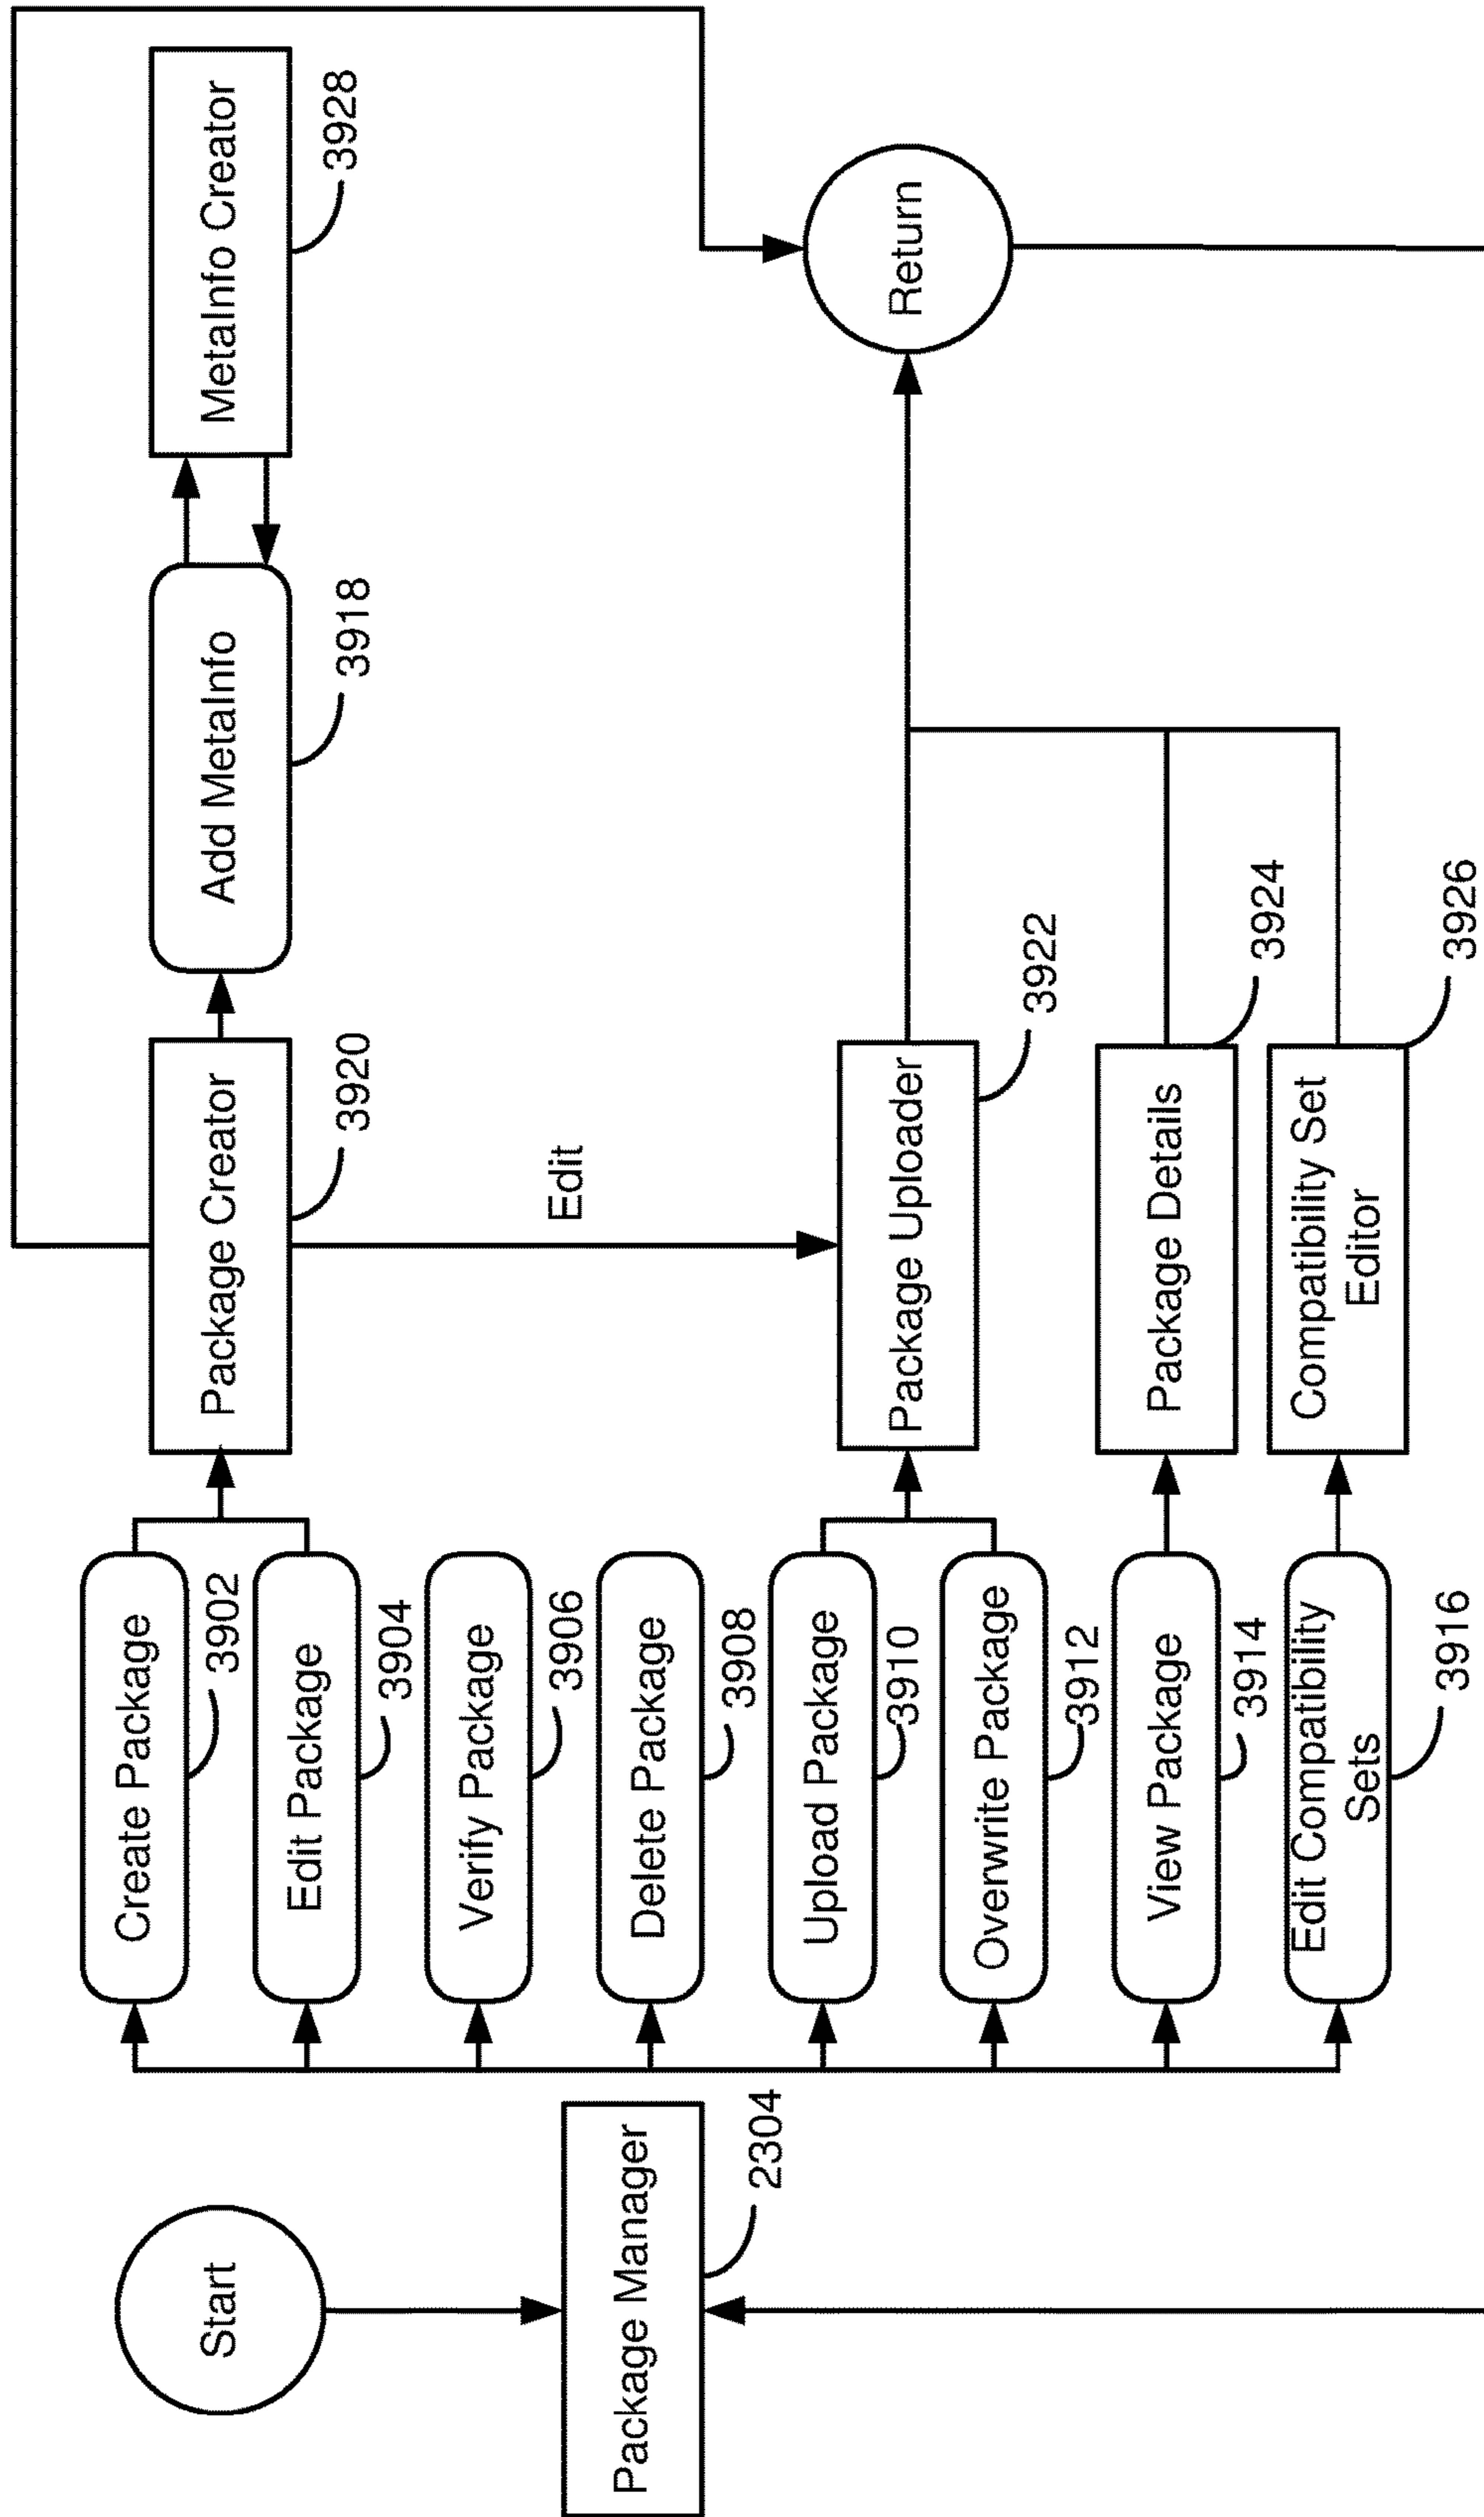 Start
Package Manager
2304
Create Package
3902
Edit Package
3904
Verify Package
3906
Delete Package
3908
Upload Package
3910
Overwrite Package
3912
View Package
3914
Edit Compatibility
Sets
3916
Package Creator
3920
Edit
Package Uploader
3922
Package Details
3924
Compatibility Set
Editor
3926
Add MetaInfo
3918
MetaInfo Creator
3928
Return